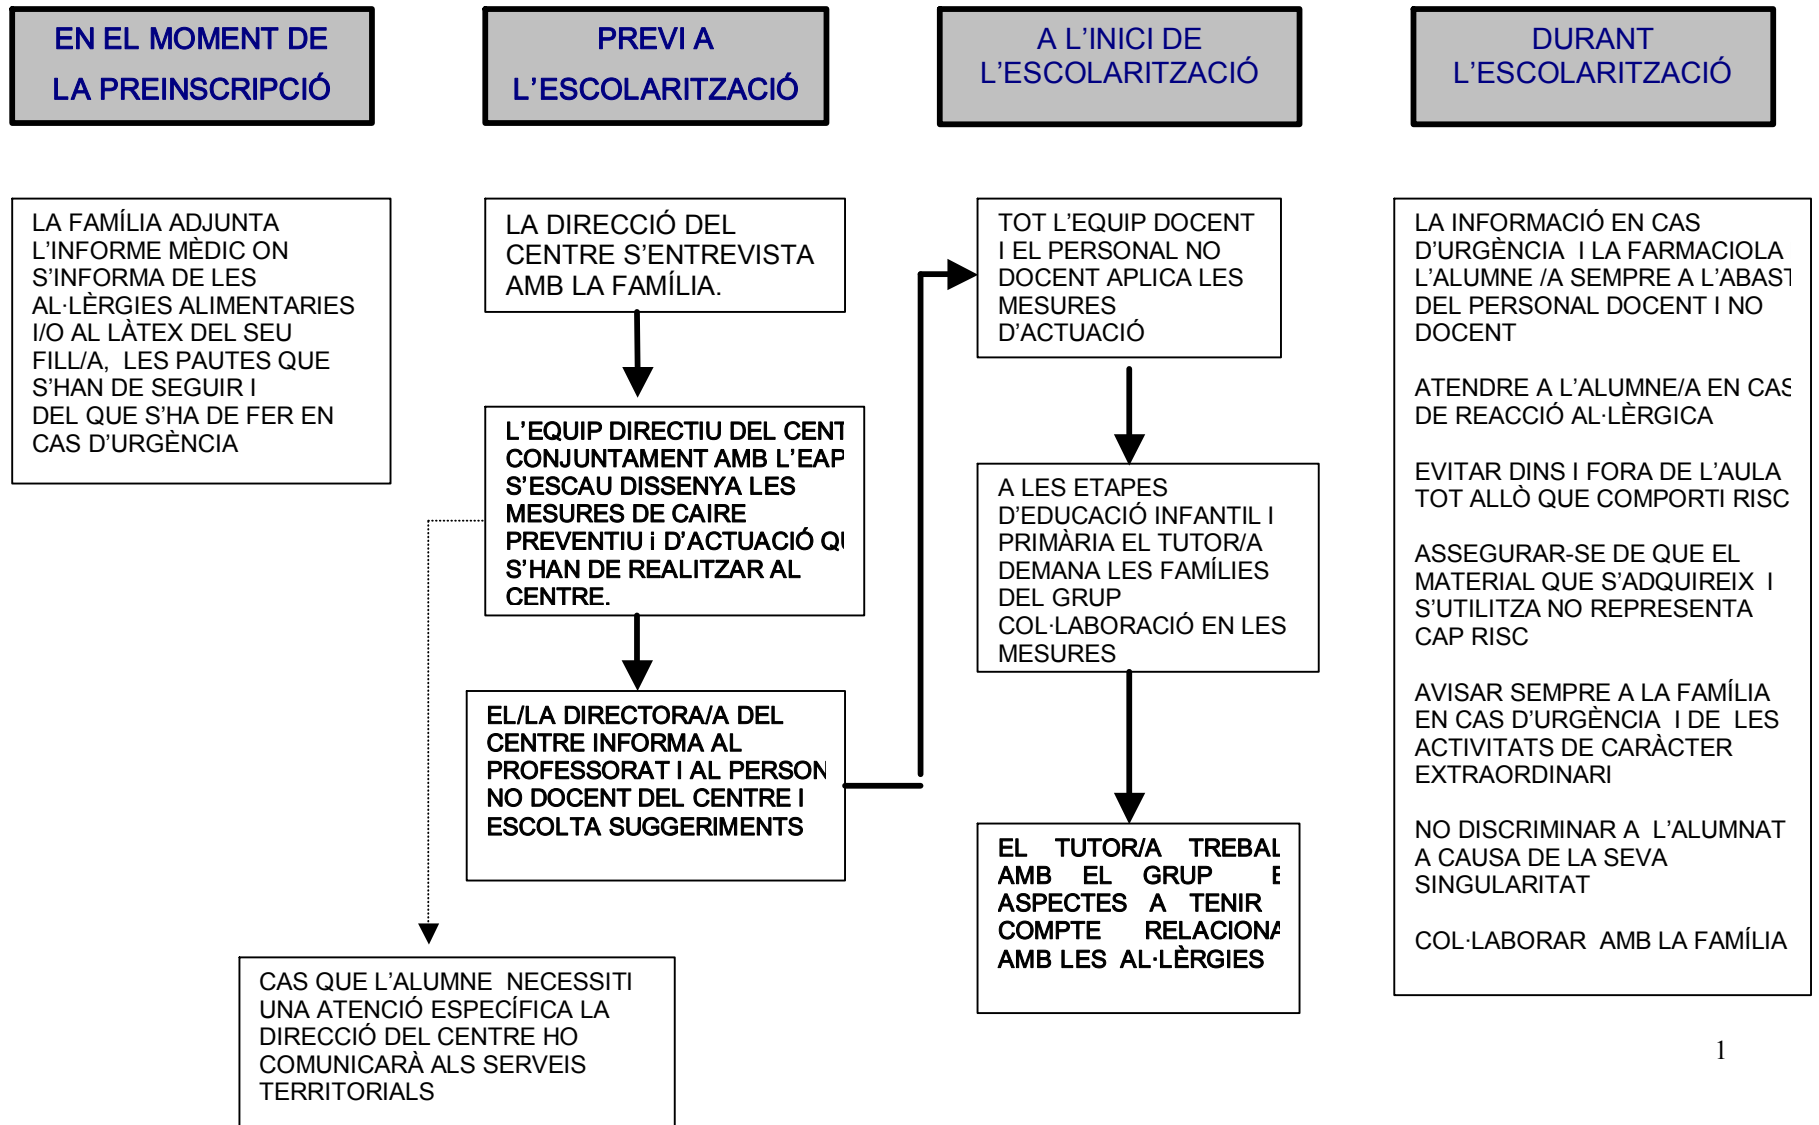 EN EL MOMENT DE
LA PREINSCRIPCIÓ
PREVI A
L'ESCOLARITZACIÓ
A L'INICI DE
L'ESCOLARITZACIÓ
DURANT
L'ESCOLARITZACIÓ
LA FAMÍLIA ADJUNTA
L'INFORME MÈDIC ON
S'INFORMA DE LES
AL·LÈRGIES ALIMENTARIES
I/O AL LÀTEX DEL SEU
FILL/A, LES PAUTES QUE
S'HAN DE SEGUIR I
DEL QUE S'HA DE FER EN
CAS D'URGÈNCIA
LA DIRECCIÓ DEL
CENTRE S'ENTREVISTA
AMB LA FAMÍLIA.
L'EQUIP DIRECTIU DEL CENT
CONJUNTAMENT AMB L'EAP
S'ESCAU DISSENYA LES
MESURES DE CAIRE
PREVENTIU i D'ACTUACIÓ QU
S'HAN DE REALITZAR AL
CENTRE.
EL/LA DIRECTORA/A DEL
CENTRE INFORMA AL
PROFESSORAT I AL PERSON
NO DOCENT DEL CENTRE I
ESCOLTA SUGGERIMENTS
CAS QUE L'ALUMNE NECESSITI
UNA ATENCIÓ ESPECÍFICA LA
DIRECCIÓ DEL CENTRE HO
COMUNICARÀ ALS SERVEIS
TERRITORIALS
TOT L'EQUIP DOCENT
I EL PERSONAL NO
DOCENT APLICA LES
MESURES
D'ACTUACIÓ
A LES ETAPES
D'EDUCACIÓ INFANTIL I
PRIMÀRIA EL TUTOR/A
DEMANA LES FAMÍLIES
DEL GRUP
COL·LABORACIÓ EN LES
MESURES
EL TUTOR/A TREBAL
AMB EL GRUP E
ASPECTES A TENIR
COMPTE RELACIONA
AMB LES AL·LÈRGIES
LA INFORMACIÓ EN CAS
D'URGÈNCIA I LA FARMACIOLA
L'ALUMNE /A SEMPRE A L'ABAST
DEL PERSONAL DOCENT I NO
DOCENT
ATENDRE A L'ALUMNE/A EN CAS
DE REACCIÓ AL·LÈRGICA
EVITAR DINS I FORA DE L'AULA
TOT ALLÒ QUE COMPORTI RISC
ASSEGURAR-SE DE QUE EL
MATERIAL QUE S'ADQUIREIX I
S'UTILITZA NO REPRESENTA
CAP RISC
AVISAR SEMPRE A LA FAMÍLIA
EN CAS D'URGÈNCIA I DE LES
ACTIVITATS DE CARÀCTER
EXTRAORDINARI
NO DISCRIMINAR A L'ALUMNAT
A CAUSA DE LA SEVA
SINGULARITAT
COL·LABORAR AMB LA FAMÍLIA
1